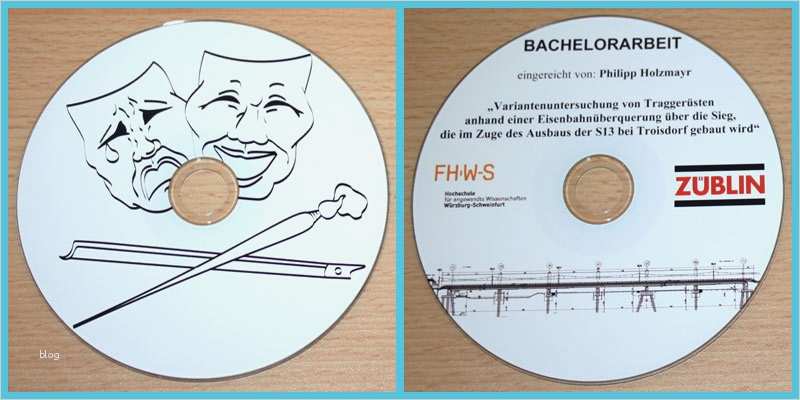 blog
BACHELORARBEIT
eingereicht von: Philipp Holzmayr
„Variantenuntersuchung von Traggerüsten
anhand einer Eisenbahnüberquerung über die Sieg,
die im Zuge des Ausbaus der S13 bei Troisdorf gebaut wird“
FH·W-S
Hochschule
für angewandte Wissenschaften
Würzburg-Schweinfurt
ZÜBLIN